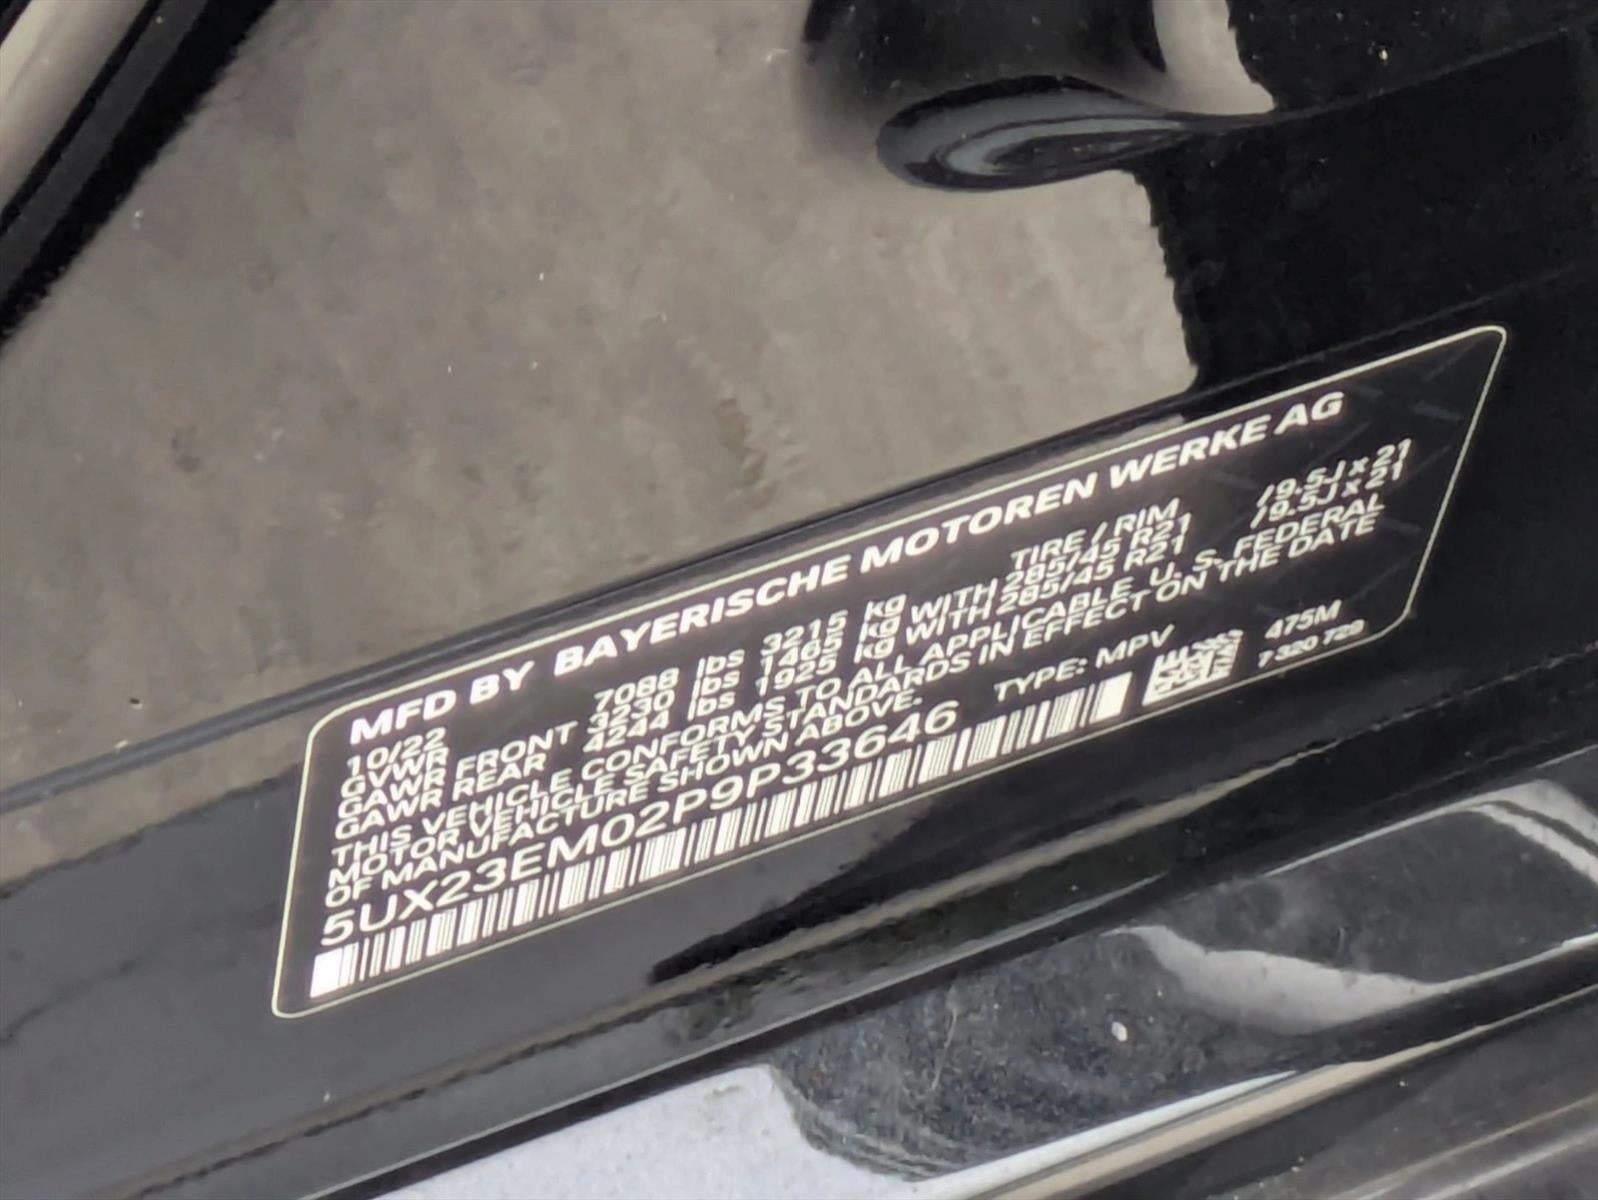 MFD BY BAYERISCHE MOTOREN WERKE AG
10/22 TIRE / RIM
GVWR 7088 lbs 3215 kg
GAWR FRONT 3230 lbs 1465 kg WITH 285/45 R21 /9.5J x 21
GAWR REAR 4244 lbs 1925 kg WITH 285/45 R21 /9.5J x 21
THIS VEHICLE CONFORMS TO ALL APPLICABLE U. S. FEDERAL
MOTOR VEHICLE SAFETY STANDARDS IN EFFECT ON THE DATE
OF MANUFACTURE SHOWN ABOVE.
5UX23EM02P9P33646 TYPE: MPV 475M
7 320 729